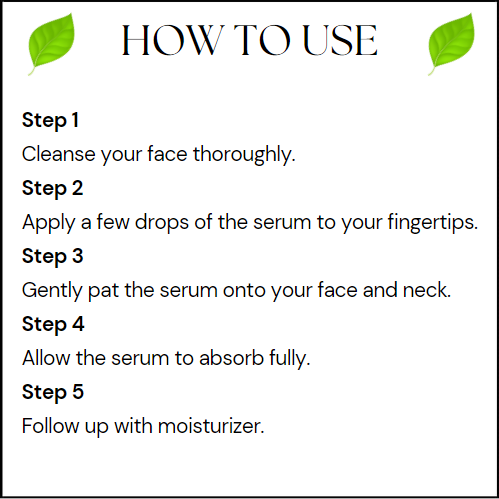 HOW TO USE
Step 1
Cleanse your face thoroughly.
Step 2
Apply a few drops of the serum to your fingertips.
Step 3
Gently pat the serum onto your face and neck.
Step 4
Allow the serum to absorb fully.
Step 5
Follow up with moisturizer.